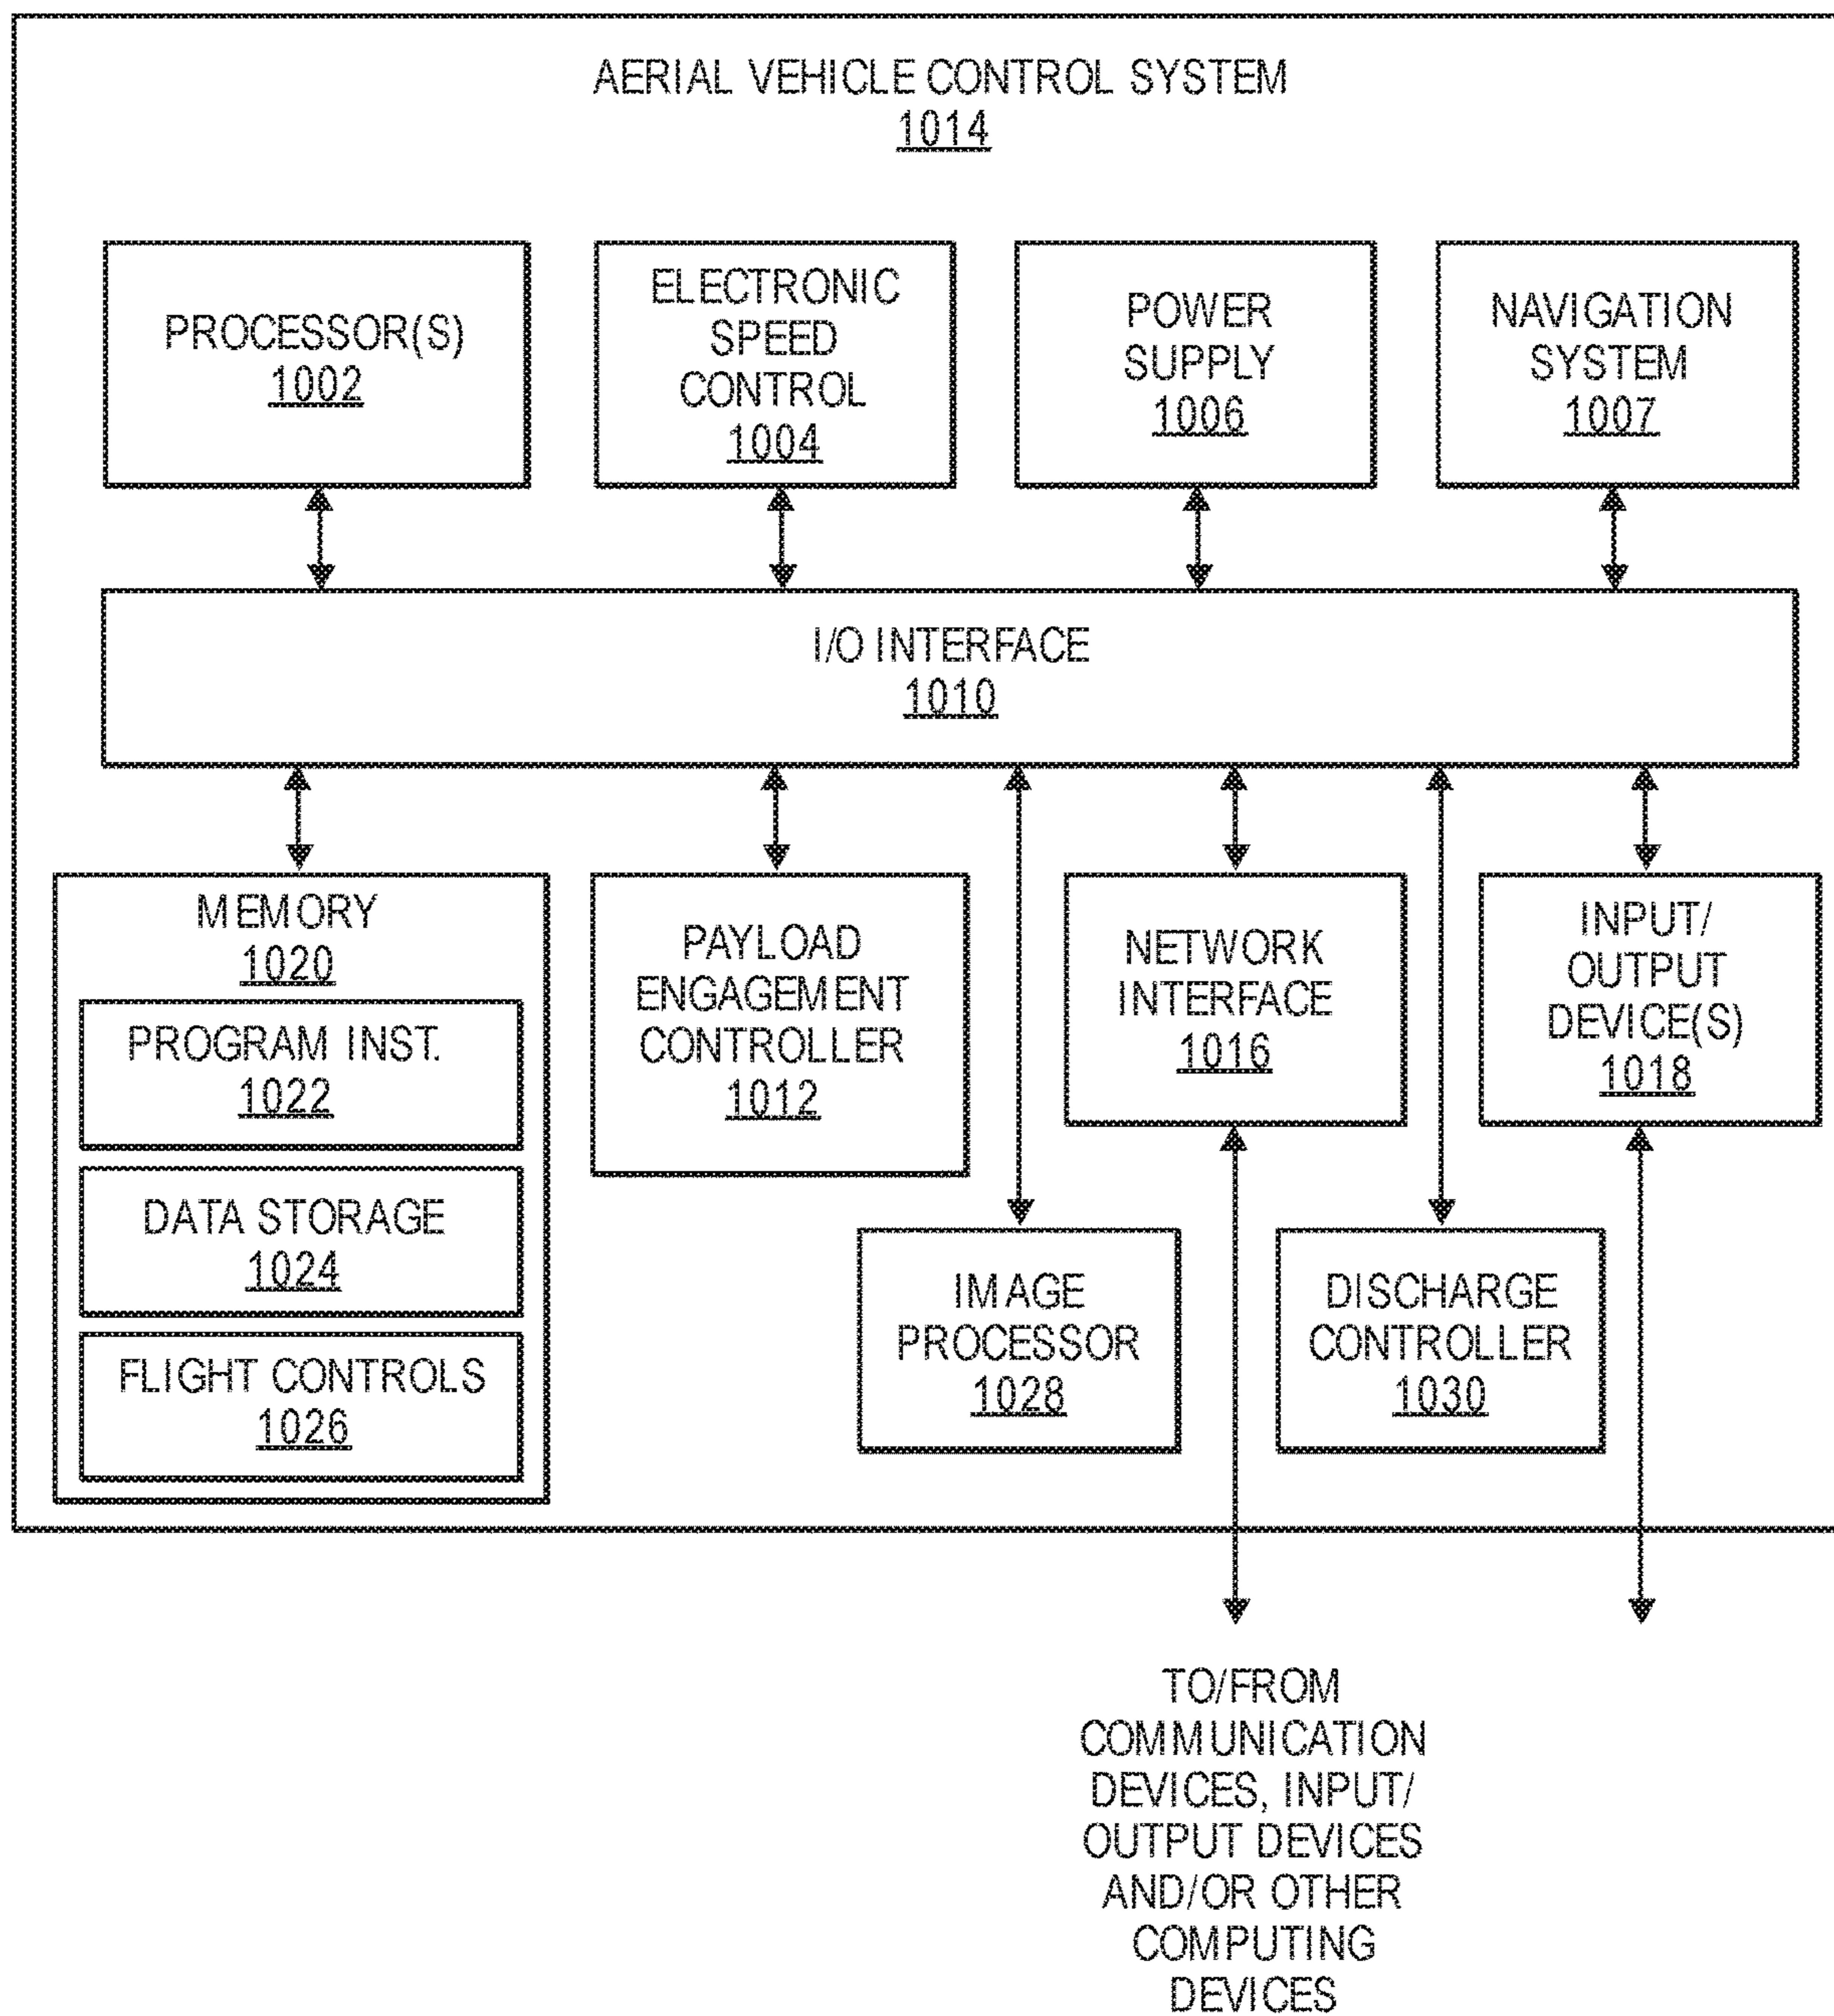 AERIAL VEHICLE CONTROL SYSTEM
1014
PROCESSOR(S)
1002
ELECTRONIC
SPEED
CONTROL
1004
POWER
SUPPLY
1006
NAVIGATION
SYSTEM
1007
I/O INTERFACE
1010
MEMORY
1020
PROGRAM INST.
1022
DATA STORAGE
1024
FLIGHT CONTROLS
1026
PAYLOAD
ENGAGEMENT
CONTROLLER
1012
NETWORK
INTERFACE
1016
INPUT/
OUTPUT
DEVICE(S)
1018
IMAGE
PROCESSOR
1028
DISCHARGE
CONTROLLER
1030
TO/FROM
COMMUNICATION
DEVICES, INPUT/
OUTPUT DEVICES
AND/OR OTHER
COMPUTING
DEVICES